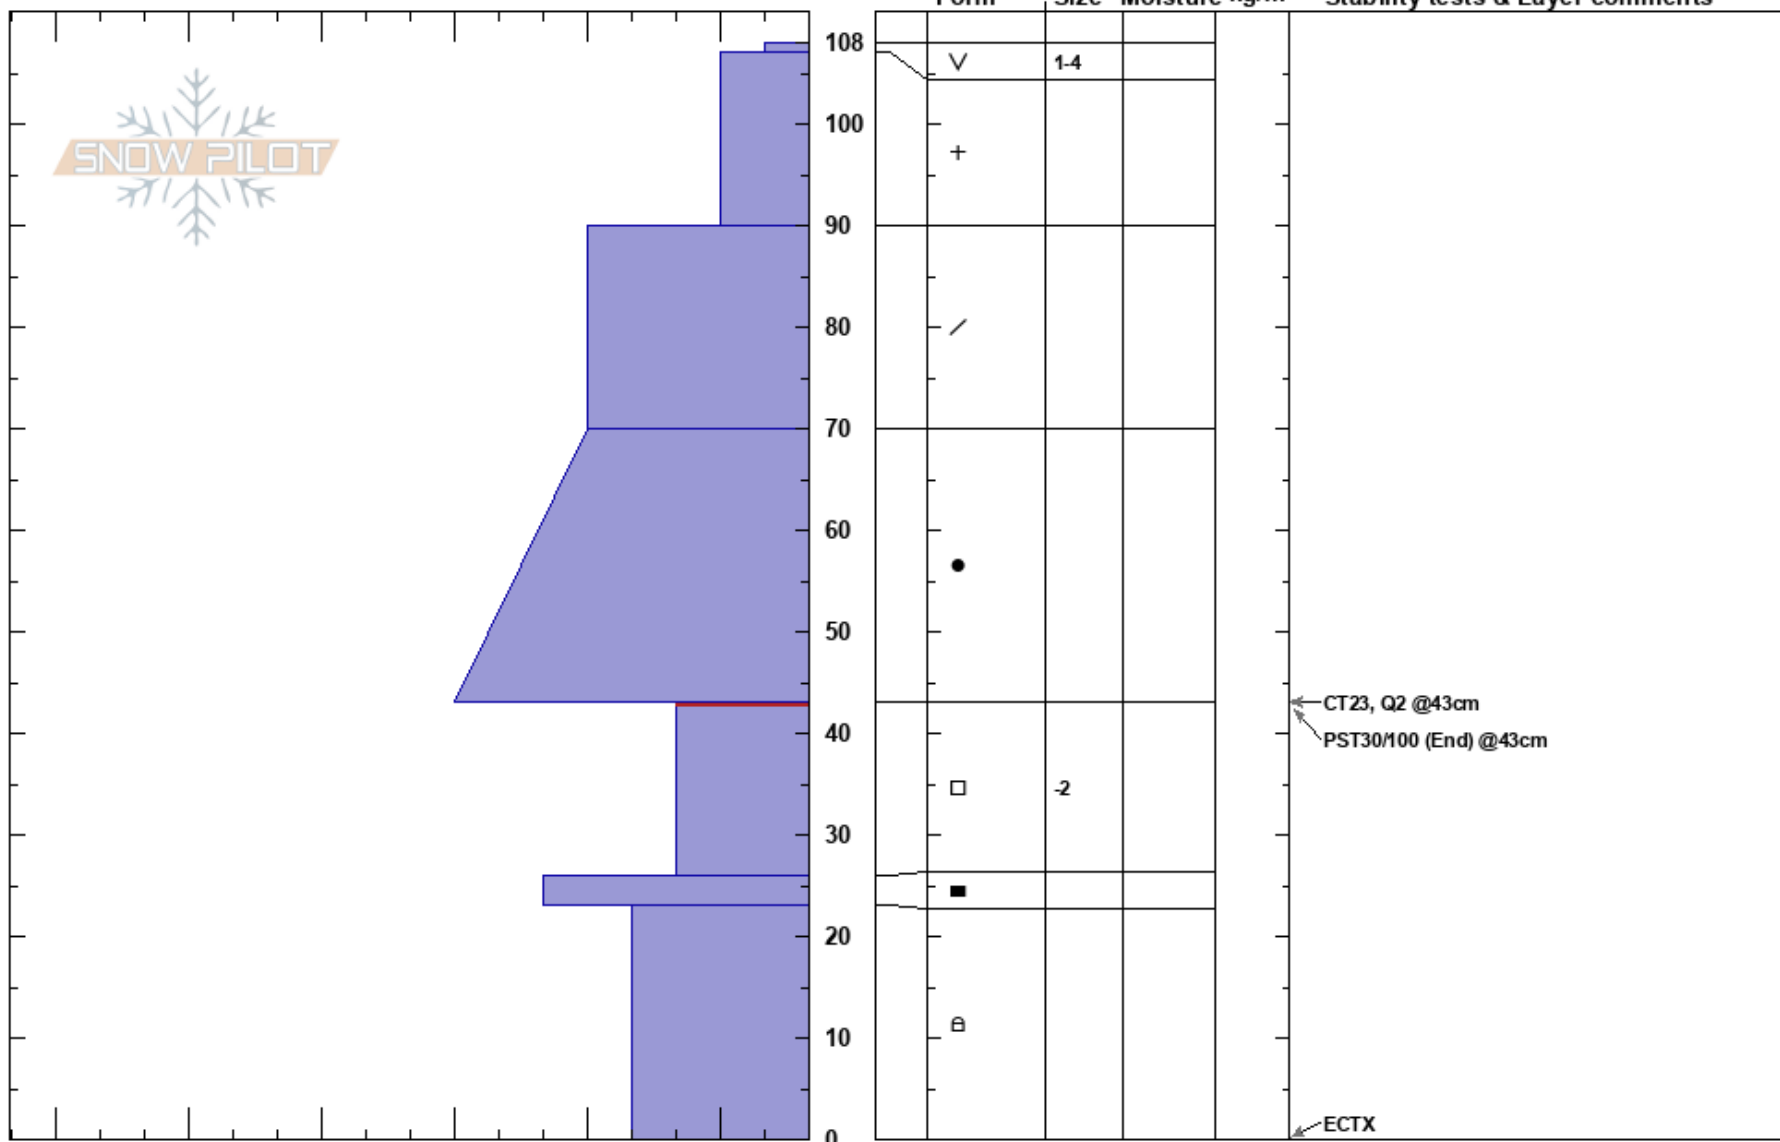 Form Size Moisture kg/m Stability tests & Layer comments
108
1-4
SNOW PILOT
100
90
80
70
60
50
CT23, Q2 @43cm
40
PST30/100 (End) @43cm
-2
30
20
10
ECTX
0